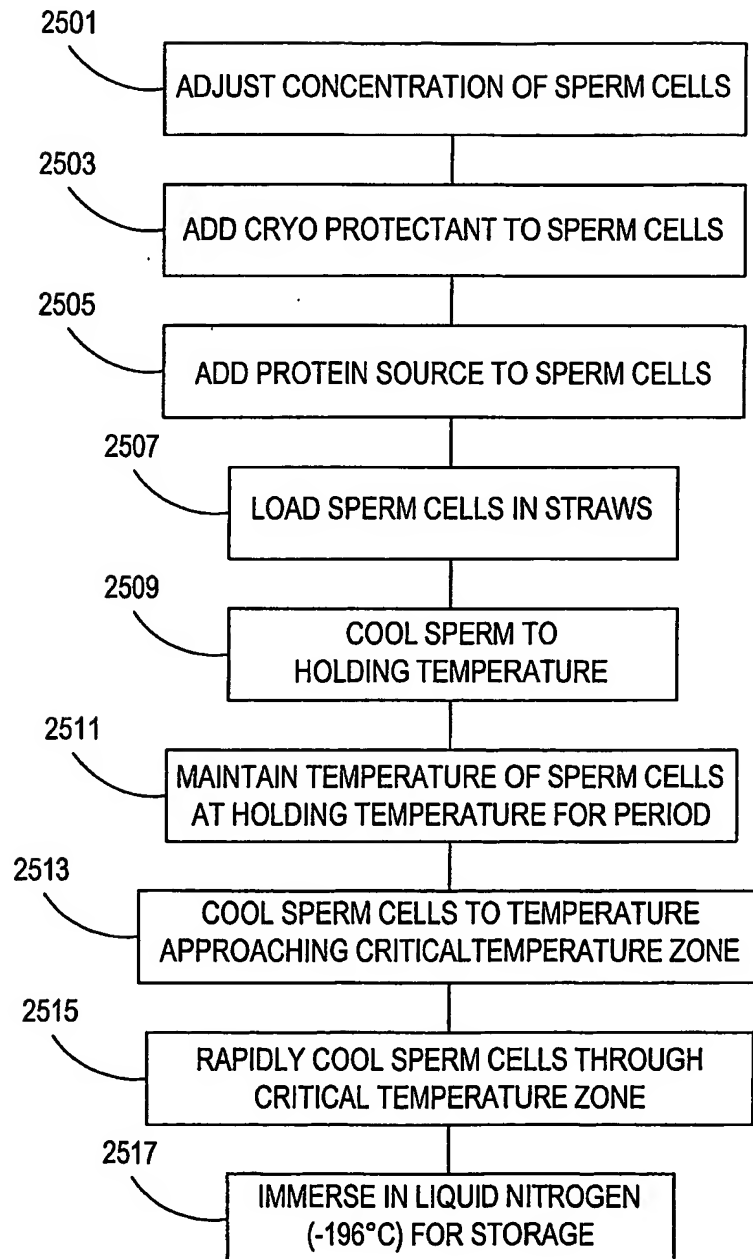 2501
ADJUST CONCENTRATION OF SPERM CELLS
2503
ADD CRYO PROTECTANT TO SPERM CELLS
2505
ADD PROTEIN SOURCE TO SPERM CELLS
2507
LOAD SPERM CELLS IN STRAWS
2509
COOL SPERM TO
HOLDING TEMPERATURE
2511
MAINTAIN TEMPERATURE OF SPERM CELLS
AT HOLDING TEMPERATURE FOR PERIOD
2513
COOL SPERM CELLS TO TEMPERATURE
APPROACHING CRITICALTEMPERATURE ZONE
2515
RAPIDLY COOL SPERM CELLS THROUGH
CRITICAL TEMPERATURE ZONE
2517
IMMERSE IN LIQUID NITROGEN
(-196°C) FOR STORAGE